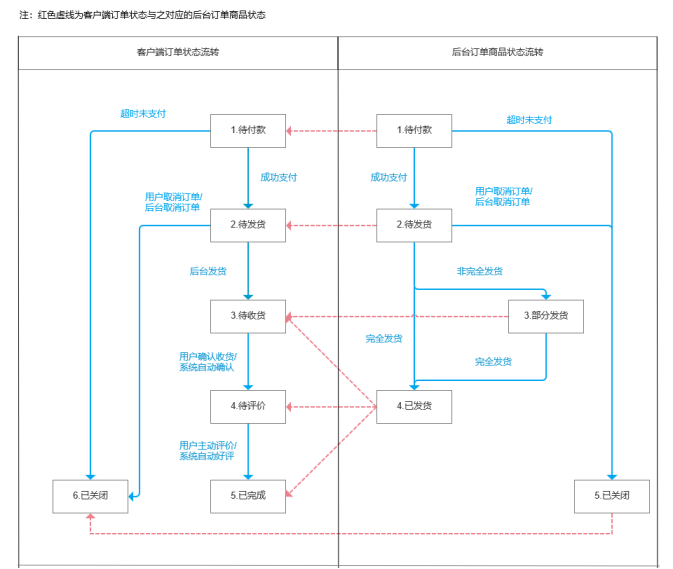 注：红色虚线为客户端订单状态与之对应的后台订单商品状态
客户端订单状态流转
后台订单商品状态流转
超时未支付
1.待付款
1.待付款
超时未支付
成功支付
成功支付
用户取消订单/
后台取消订单
2.待发货
2.待发货
用户取消订单/
后台取消订单
后台发货
非完全发货
3.待收货
3.部分发货
完全发货
用户确认收货/
系统自动确认
完全发货
4.待评价
4.已发货
用户主动评价/
系统自动好评
6.已关闭
5.已完成
5.已关闭